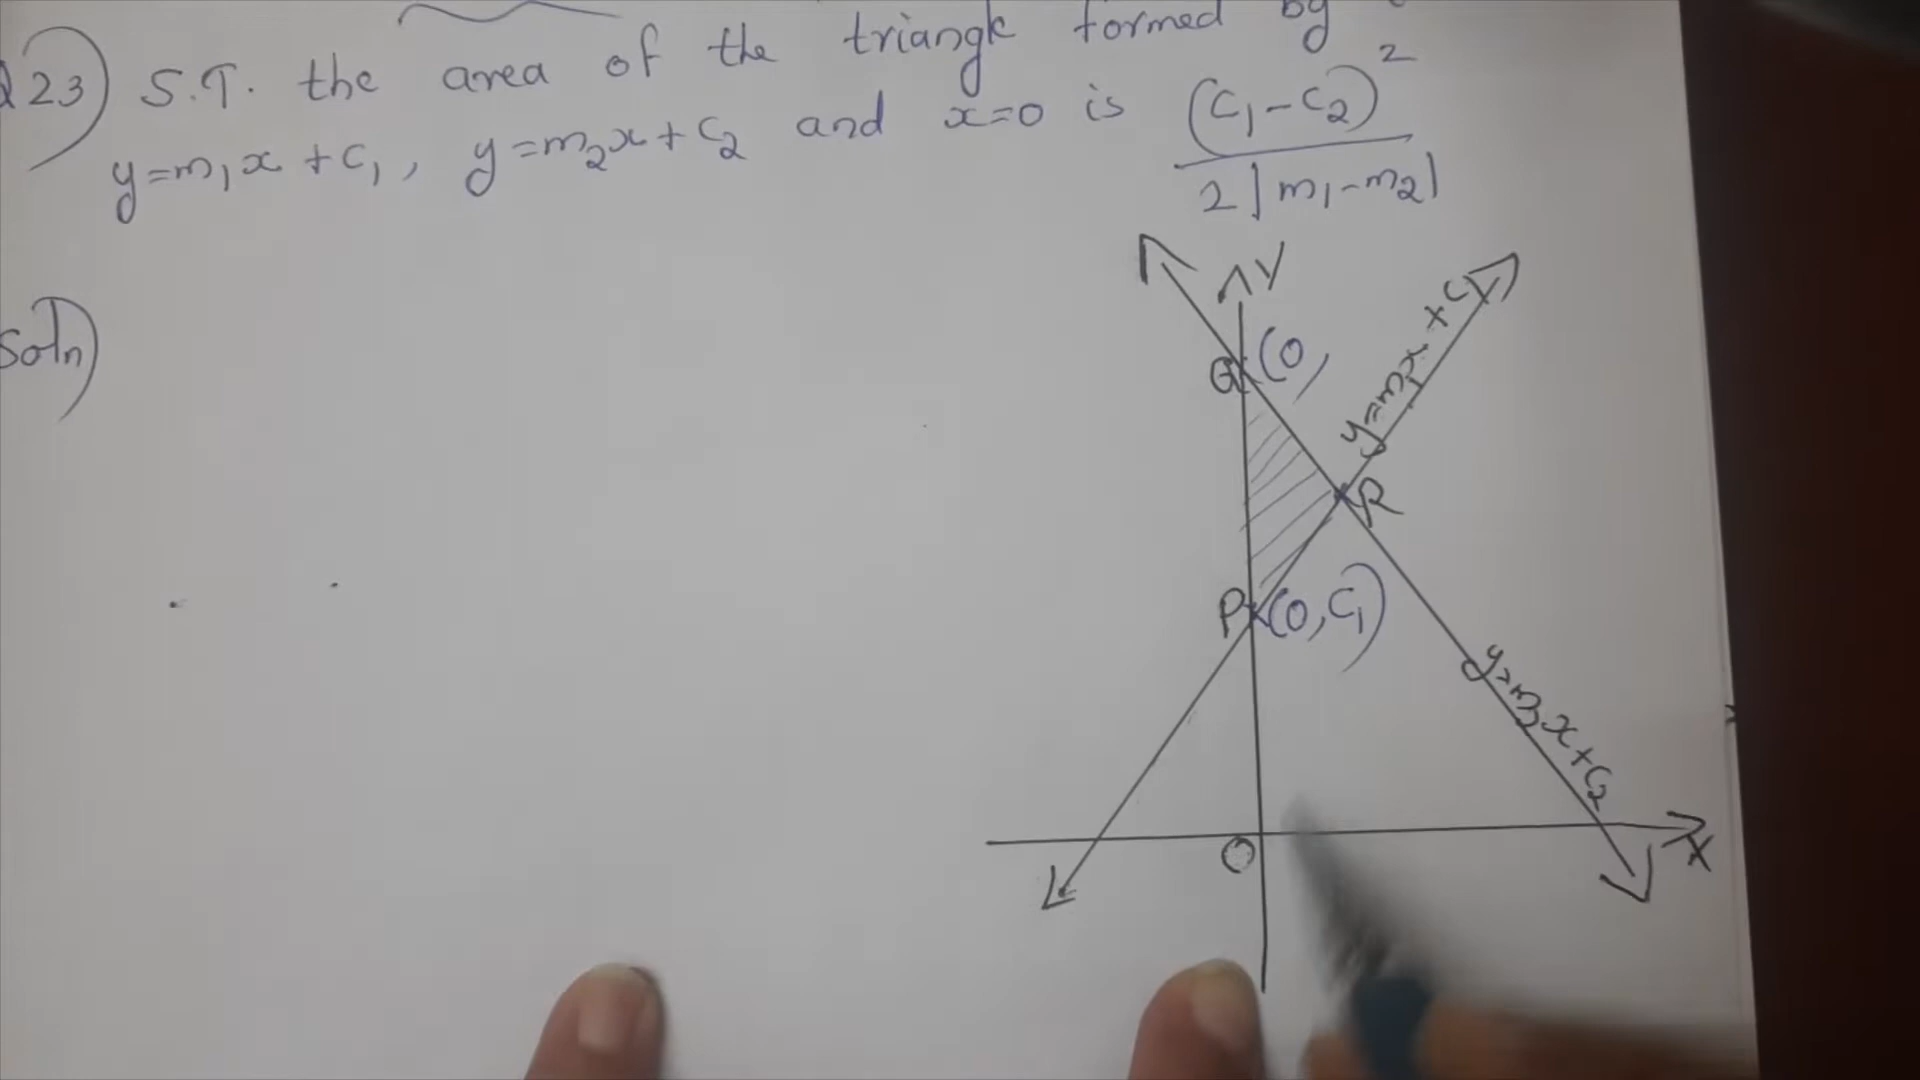 Q23) S.T. the area of the triangle formed by
y=m₁x + c₁, y=m₂x + c₂ and x=0 is (c₁-c₂)²
2|m₁-m₂|
Soln)
Y
Q (0,
y=m₁x + c₁
R
P (0, c₁)
y=m₂x+c₂
O
X